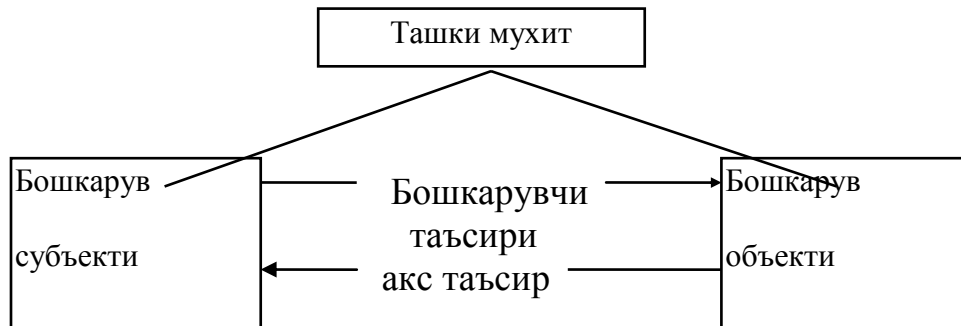 Ташки мухит
Бошкарув
субъекти
Бошкарувчи
таъсири
акс таъсир
Бошкарув
объекти